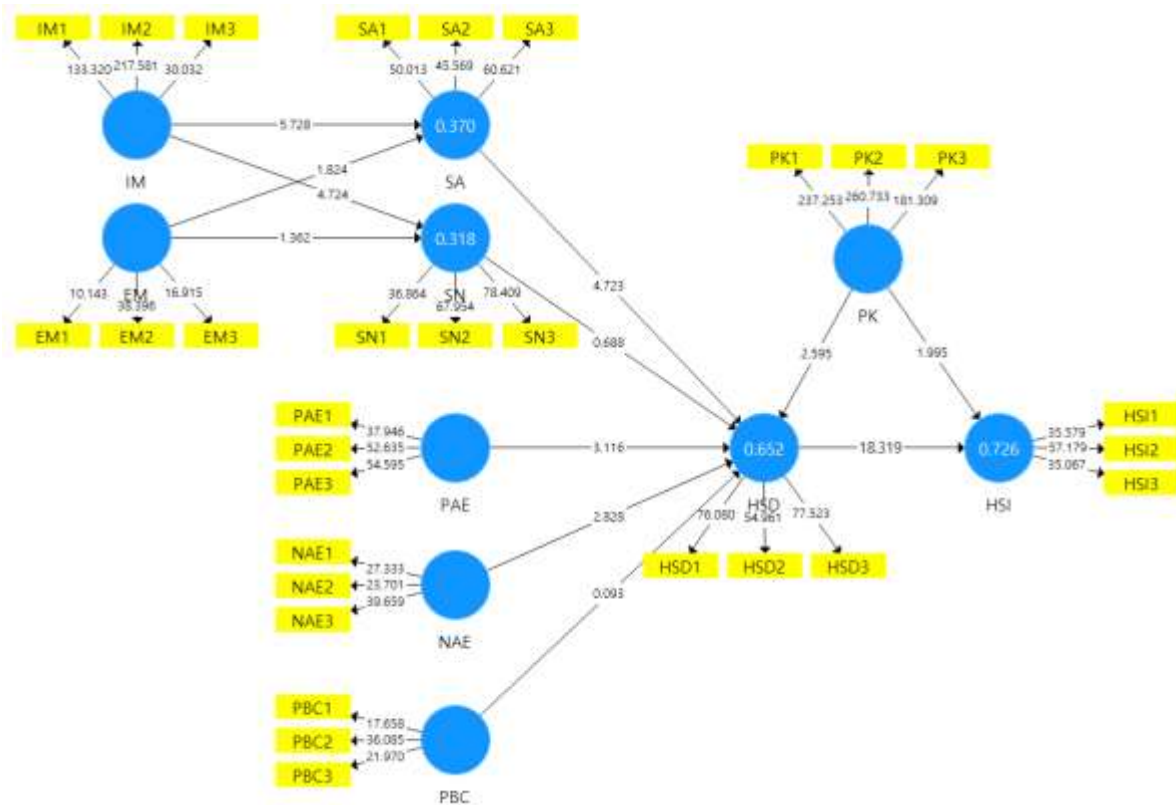 IM1 IM2 IM3 SA1 SA2 SA3
133.320 217.581 30.032 50.013 45.569 60.621
5.728 0.370
IM SA
1.824
4.724
PK1 PK2 PK3
237.253 260.733 181.309
1.362 0.318
EM SN
10.143 38.396 16.915 36.864 67.954 78.409
4.723
PK
EM1 EM2 EM3 SN1 SN2 SN3
0.688
2.595 1.995
PAE1 PAE2 PAE3
37.946 52.635 54.595
PAE
0.652 18.319 0.726
HSD HSI
35.579 57.179 35.067
HSI1 HSI2 HSI3
2.828
76.080 54.961 77.523
HSD1 HSD2 HSD3
NAE1 NAE2 NAE3
27.333 23.701 39.659
NAE
0.093
PBC1 PBC2 PBC3
17.658 36.085 21.970
PBC